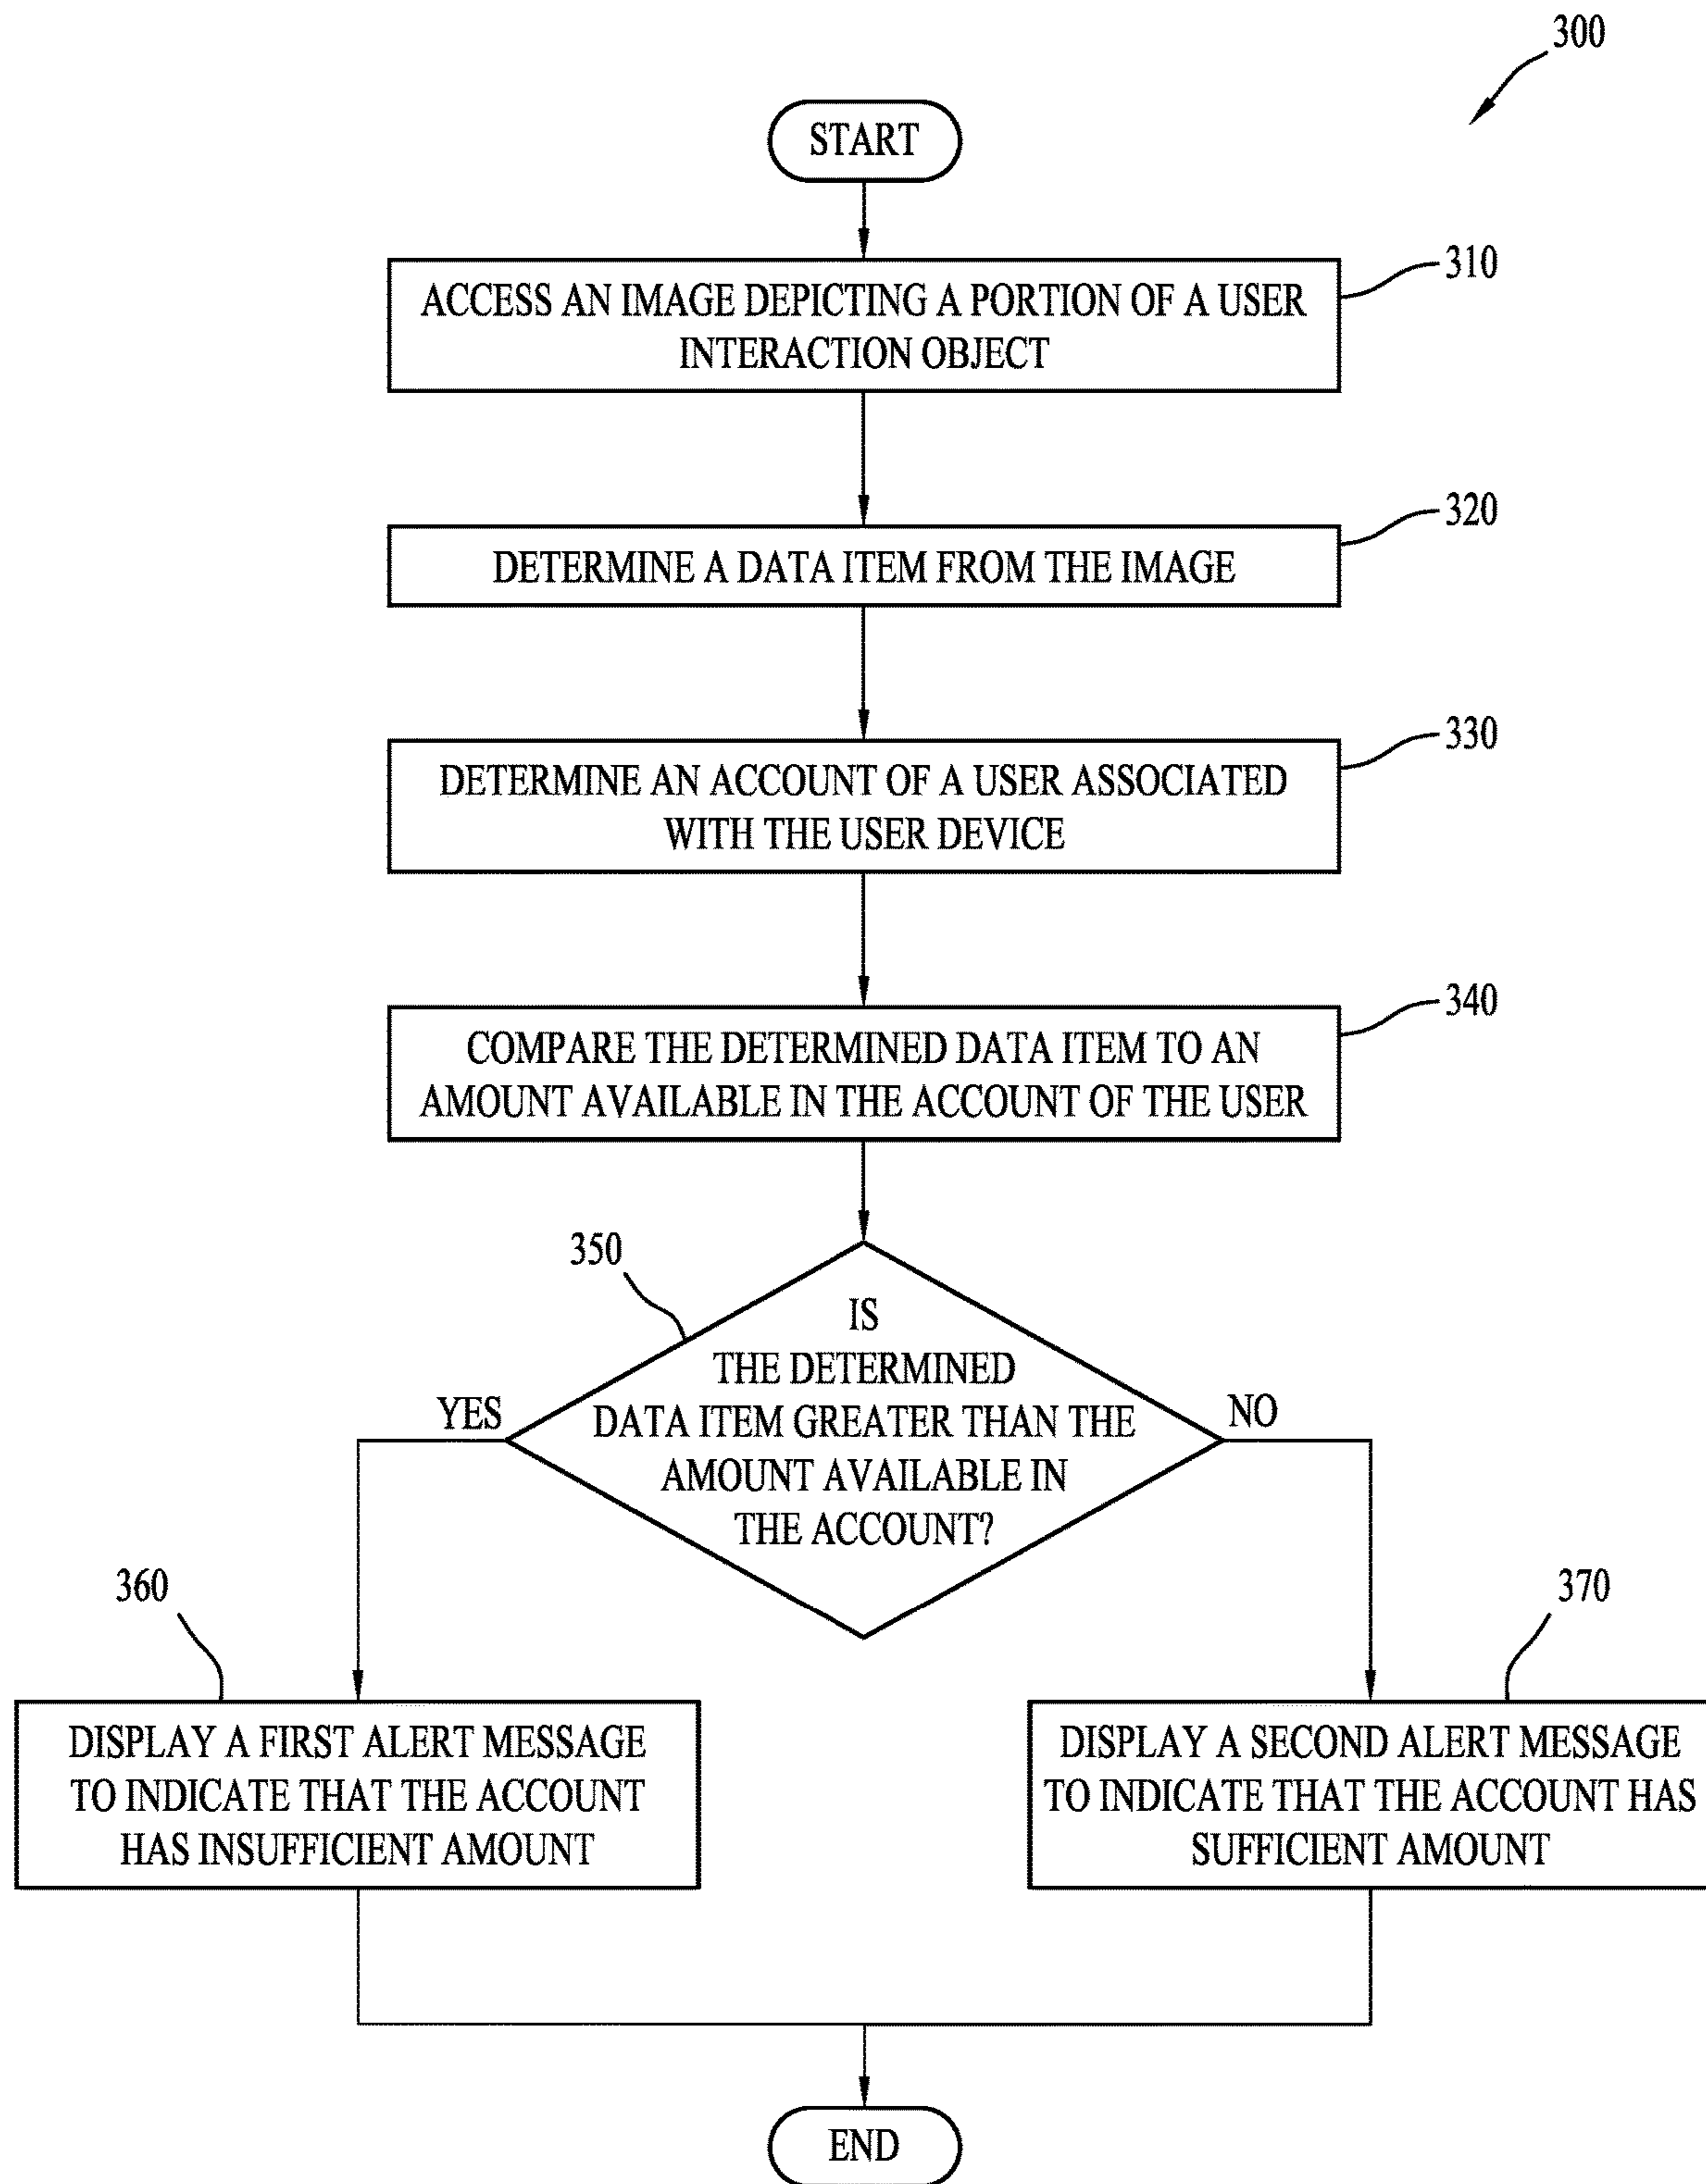 300
START
310
ACCESS AN IMAGE DEPICTING A PORTION OF A USER
INTERACTION OBJECT
320
DETERMINE A DATA ITEM FROM THE IMAGE
330
DETERMINE AN ACCOUNT OF A USER ASSOCIATED
WITH THE USER DEVICE
340
COMPARE THE DETERMINED DATA ITEM TO AN
AMOUNT AVAILABLE IN THE ACCOUNT OF THE USER
350
IS
THE DETERMINED
DATA ITEM GREATER THAN THE
AMOUNT AVAILABLE IN
THE ACCOUNT?
YES
NO
360
DISPLAY A FIRST ALERT MESSAGE
TO INDICATE THAT THE ACCOUNT
HAS INSUFFICIENT AMOUNT
370
DISPLAY A SECOND ALERT MESSAGE
TO INDICATE THAT THE ACCOUNT HAS
SUFFICIENT AMOUNT
END